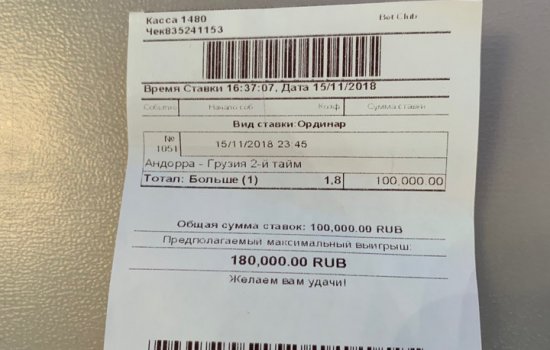 Касса 1480 Bet Club
Чек835241153
Время Ставки 16:37:07, Дата 15/11/2018
Событие Начало соб Коэф Сумма ставки
Вид ставки:Ординар
№ 1051 15/11/2018 23:45
Андорра - Грузия 2-й тайм
Тотал: Больше (1) 1,8 100,000.00
Общая сумма ставок: 100,000.00 RUB
Предполагаемый максимальный выигрыш:
180,000.00 RUB
Желаем вам удачи!